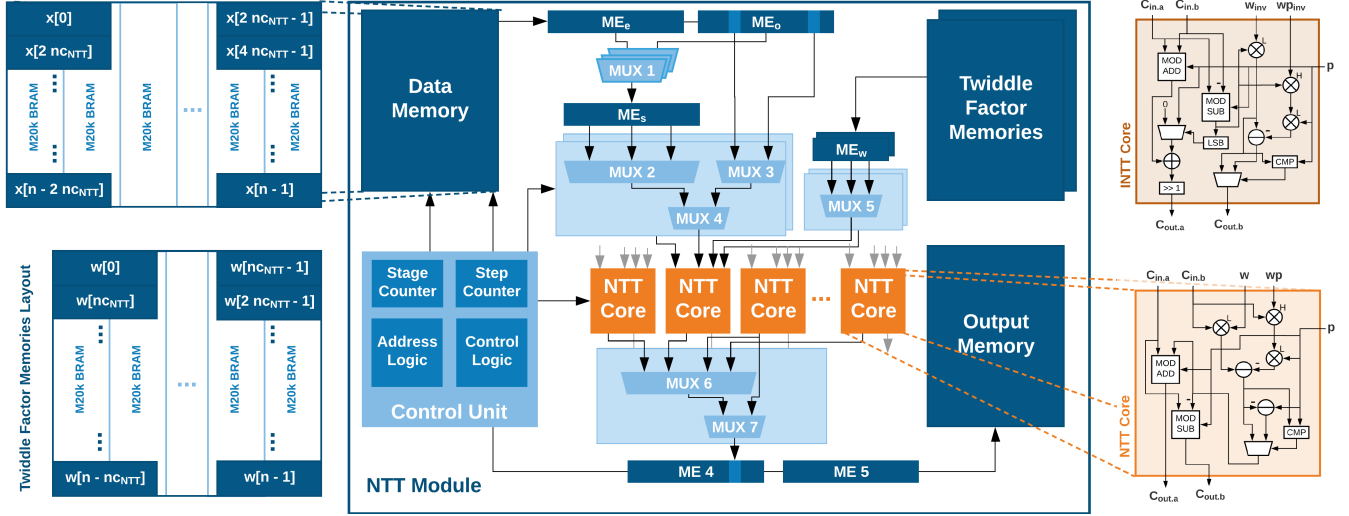 x[0]
x[2 nc_NTT - 1]
x[2 nc_NTT]
x[4 nc_NTT - 1]
M20k BRAM
M20k BRAM
M20k BRAM
M20k BRAM
M20k BRAM
x[n - 2 nc_NTT]
x[n - 1]
Twiddle Factor Memories Layout
w[0]
w[nc_NTT - 1]
w[nc_NTT]
w[2 nc_NTT - 1]
M20k BRAM
M20k BRAM
M20k BRAM
M20k BRAM
w[n - nc_NTT]
w[n - 1]
Data
Memory
ME_e
ME_o
MUX 1
ME_s
MUX 2
MUX 3
MUX 4
Twiddle
Factor
Memories
ME_w
MUX 5
Stage
Counter
Step
Counter
Address
Logic
Control
Logic
Control Unit
NTT
Core
NTT
Core
NTT
Core
...
NTT
Core
MUX 6
MUX 7
ME 4
ME 5
Output
Memory
NTT Module
INTT Core
C_in.a
C_in.b
w_inv
wp_inv
p
MOD
ADD
L
H
-
MOD
SUB
L
0
LSB
-
CMP
>> 1
C_out.a
C_out.b
NTT Core
C_in.a
C_in.b
w
wp
p
L
H
L
MOD
ADD
-
-
MOD
SUB
-
CMP
C_out.a
C_out.b